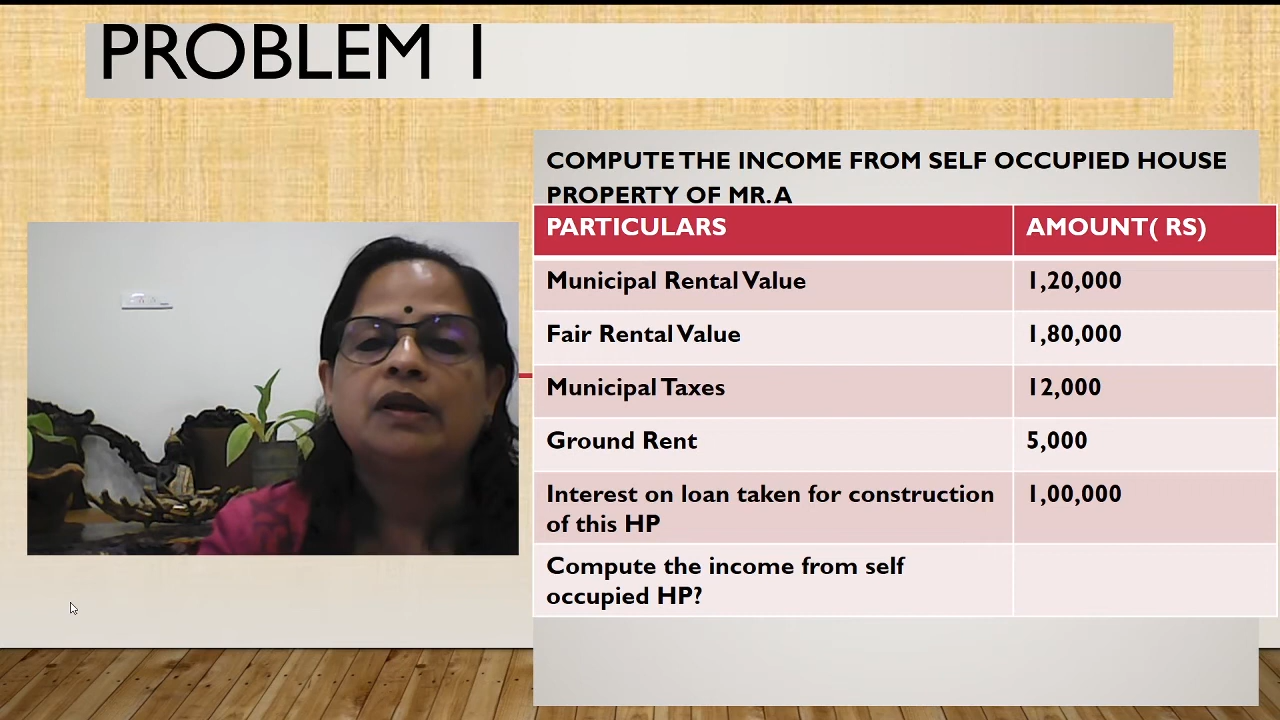 PROBLEM 1
COMPUTE THE INCOME FROM SELF OCCUPIED HOUSE
PROPERTY OF MR.A
PARTICULARS AMOUNT( RS)
Municipal Rental Value 1,20,000
Fair Rental Value 1,80,000
Municipal Taxes 12,000
Ground Rent 5,000
Interest on loan taken for construction 1,00,000
of this HP
Compute the income from self
occupied HP?